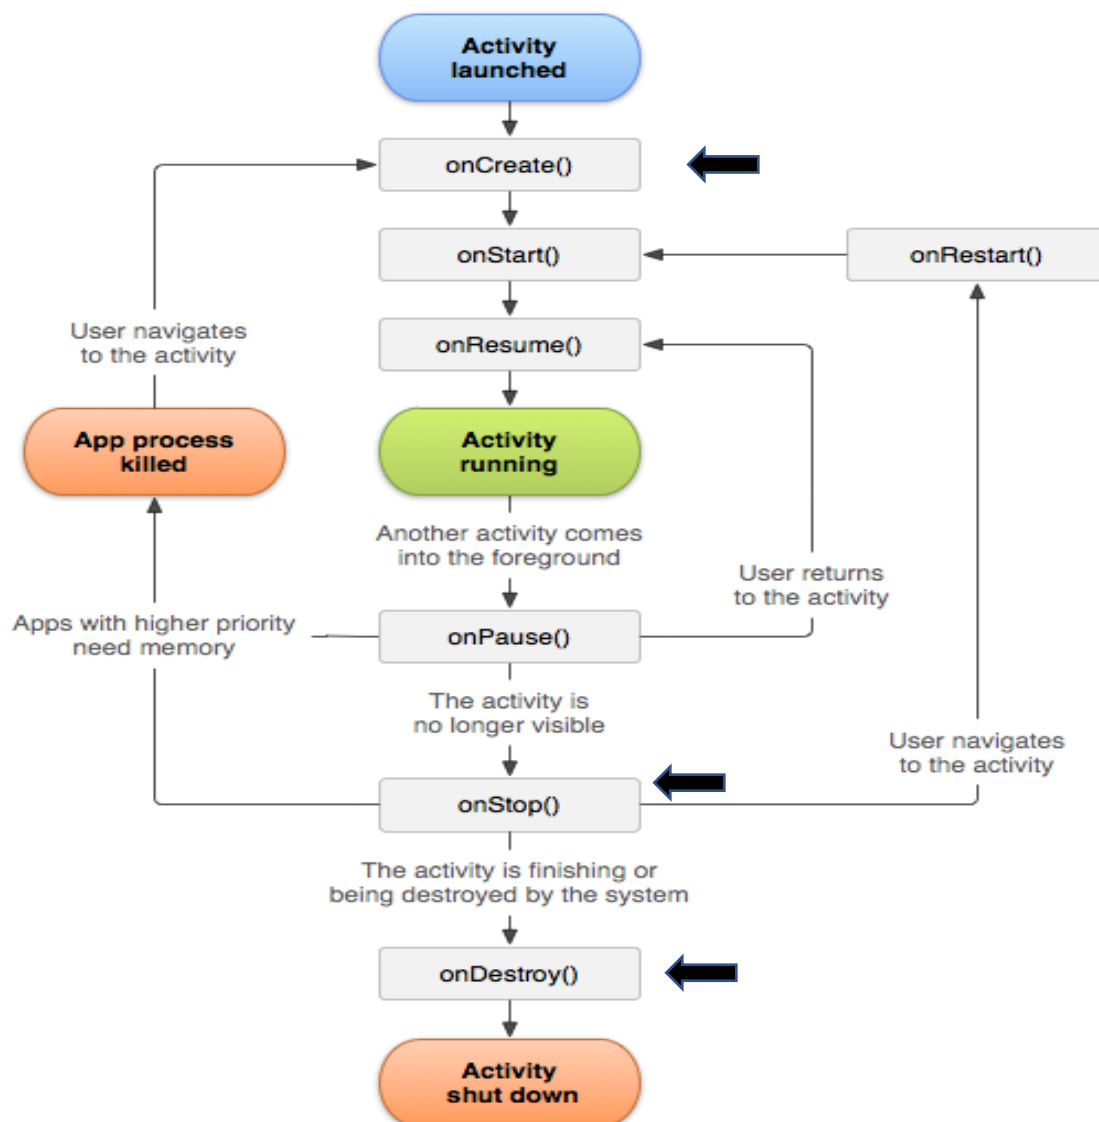 Activity
launched
onCreate()
onStart()
onRestart()
onResume()
User navigates
to the activity
App process
killed
Activity
running
Another activity comes
into the foreground
User returns
to the activity
Apps with higher priority
need memory
onPause()
The activity is
no longer visible
User navigates
to the activity
onStop()
The activity is finishing or
being destroyed by the system
onDestroy()
Activity
shut down